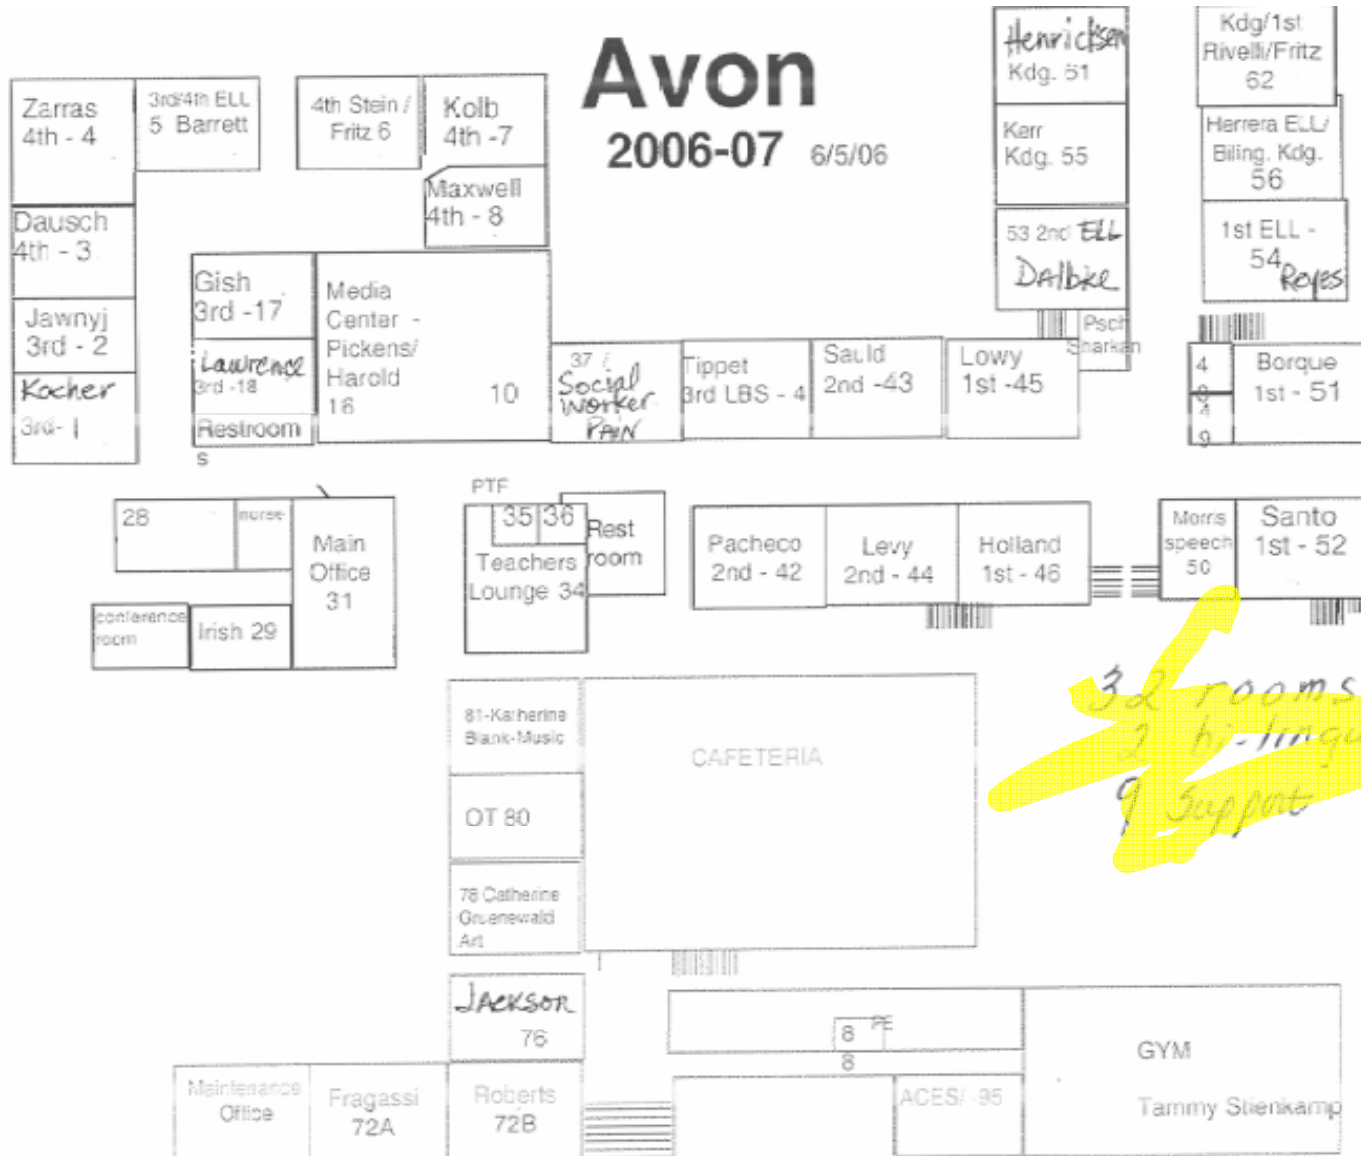 Avon
2006-07 6/5/06
Henricksen
Kdg. 51
Kdg/1st
Rivelli/Fritz
62
Zarras
4th - 4
3rd/4th ELL
5 Barrett
4th Stein /
Fritz 6
Kolb
4th -7
Kerr
Kdg. 55
Herrera ELL/
Biling. Kdg.
56
Maxwell
4th - 8
Dausch
4th - 3
53 2nd ELL
DAlbke
1st ELL -
54
Reyes
Gish
3rd -17
Media
Center -
Pickens/
Harold
16
10
Jawnyj
3rd - 2
Psch
Sharkan
Lawrence
3rd -18
37
Social
Worker
PAIN
Tippet
3rd LBS - 4
Sauld
2nd -43
Lowy
1st -45
4
8
4
9
Borque
1st - 51
Kocher
3rd- 1
Restroom
s
28
nurse
Main
Office
31
PTF
35 36
Rest
room
Teachers
Lounge 34
Pacheco
2nd - 42
Levy
2nd - 44
Holland
1st - 46
Morris
speech
50
Santo
1st - 52
conference
room
Irish 29
32 rooms
2 bi-lingu
9 Support
81-Katherine
Blank-Music
CAFETERIA
OT 80
78 Catherine
Gruenewald
Art
JACKSON
76
8 PE
8
GYM
Tammy Stienkamp
Maintenance
Office
Fragassi
72A
Roberts
72B
ACES/ -95